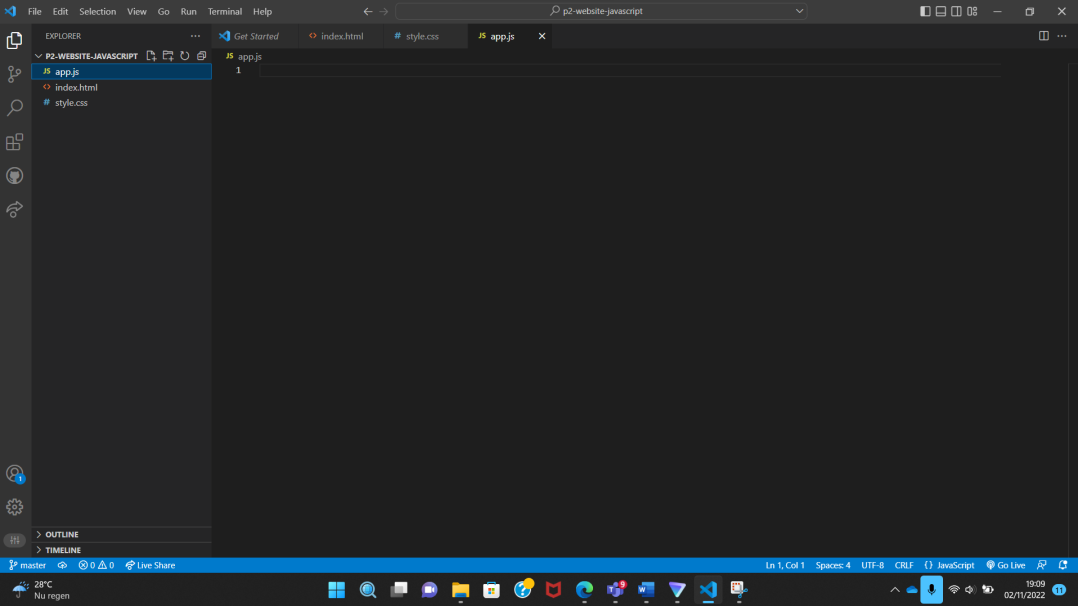 File Edit Selection View Go Run Terminal Help
p2-website-javascript
EXPLORER
Get Started
index.html
style.css
app.js
P2-WEBSITE-JAVASCRIPT
JS app.js
index.html
# style.css
JS app.js
1
OUTLINE
TIMELINE
1
master 0 0 Live Share
Ln 1, Col 1 Spaces: 4 UTF-8 CRLF {} JavaScript Go Live
28°C
Nu regen
9
19:09
02/11/2022
11